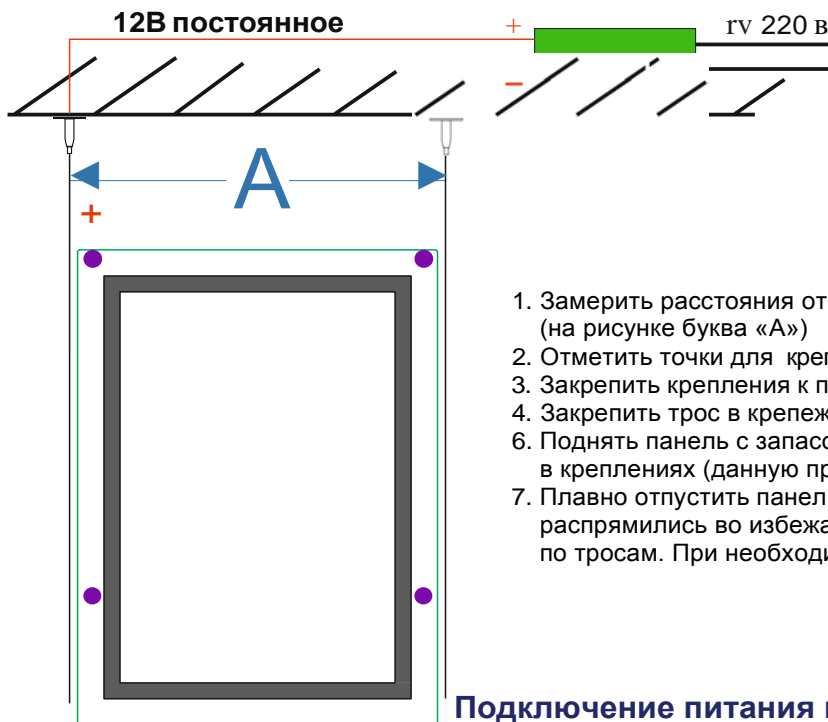 12В постоянное
+
rv 220 в
−
A
+
1. Замерить расстояния от
(на рисунке буква «А»)
2. Отметить точки для
3. Закрепить крепления к
4. Закрепить трос в
6. Поднять панель с
в креплениях (данную
7. Плавно отпустить
распрямились во
по тросам. При
Подключение питания